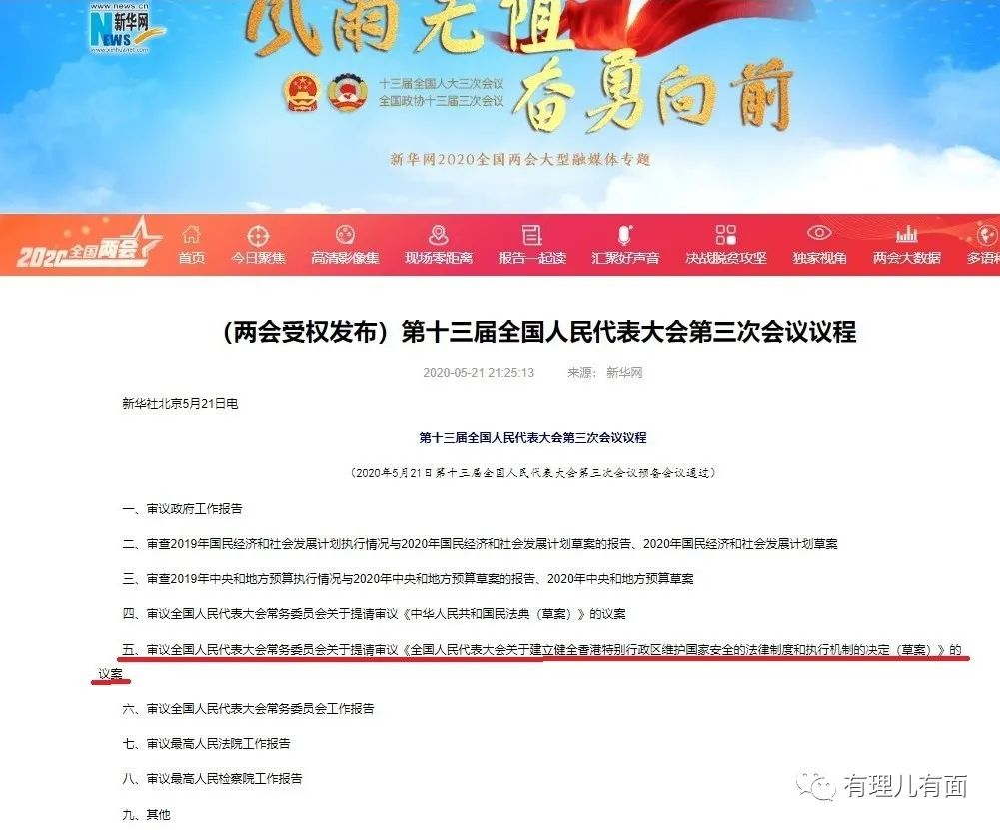 www.news.cn
新华网
NEWS
www.xinhuanet.com
风雨无阻
奋勇向前
十三届全国人大三次会议
全国政协十三届三次会议
新华网2020全国两会大型融媒体专题
2020全国两会
首页 今日聚焦 高清影像集 现场零距离 报告一起读 汇聚好声音 决战脱贫攻坚 独家视角 两会大数据 多语种
（两会受权发布）第十三届全国人民代表大会第三次会议议程
2020-05-21 21:25:13 来源： 新华网
新华社北京5月21日电
第十三届全国人民代表大会第三次会议议程
（2020年5月21日第十三届全国人民代表大会第三次会议预备会议通过）
一、审议政府工作报告
二、审查2019年国民经济和社会发展计划执行情况与2020年国民经济和社会发展计划草案的报告、2020年国民经济和社会发展计划草案
三、审查2019年中央和地方预算执行情况与2020年中央和地方预算草案的报告、2020年中央和地方预算草案
四、审议全国人民代表大会常务委员会关于提请审议《中华人民共和国民法典（草案）》的议案
五、审议全国人民代表大会常务委员会关于提请审议《全国人民代表大会关于建立健全香港特别行政区维护国家安全的法律制度和执行机制的决定（草案）》的
议案
六、审议全国人民代表大会常务委员会工作报告
七、审议最高人民法院工作报告
八、审议最高人民检察院工作报告
九、其他
有理儿有面